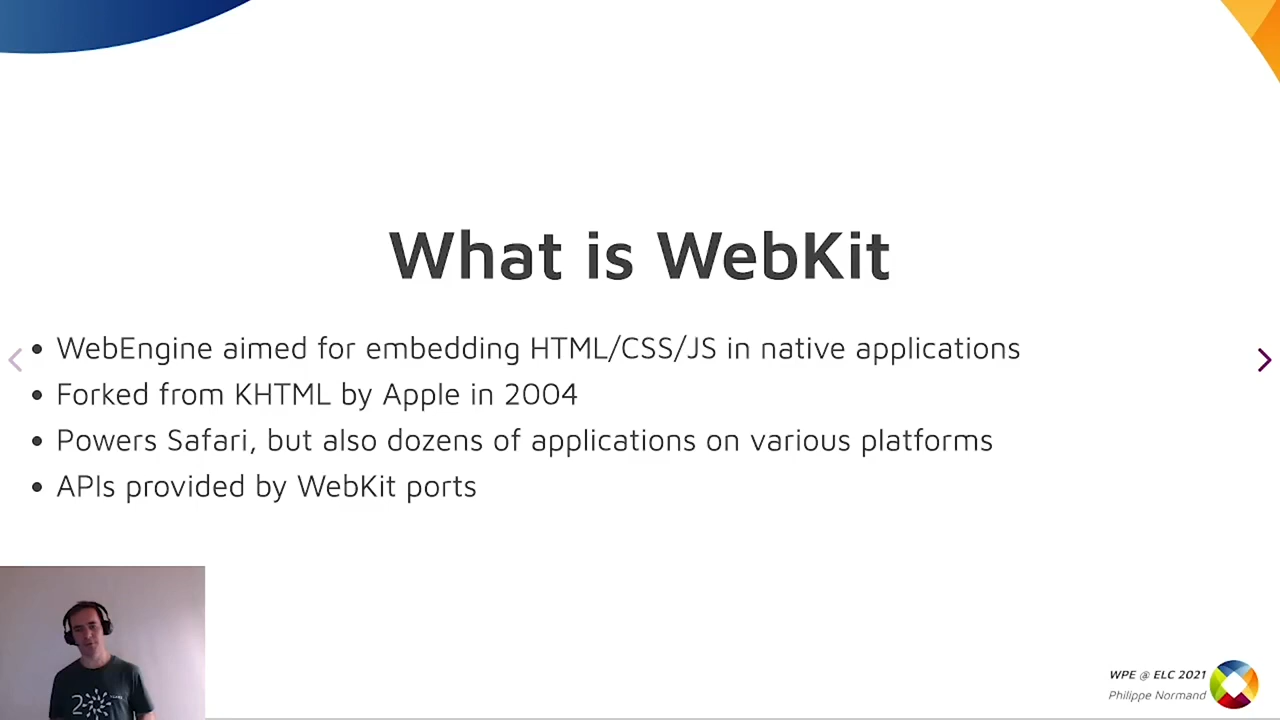 What is WebKit
WebEngine aimed for embedding HTML/CSS/JS in native applications
Forked from KHTML by Apple in 2004
Powers Safari, but also dozens of applications on various platforms
APIs provided by WebKit ports
WPE @ ELC 2021
Philippe Normand